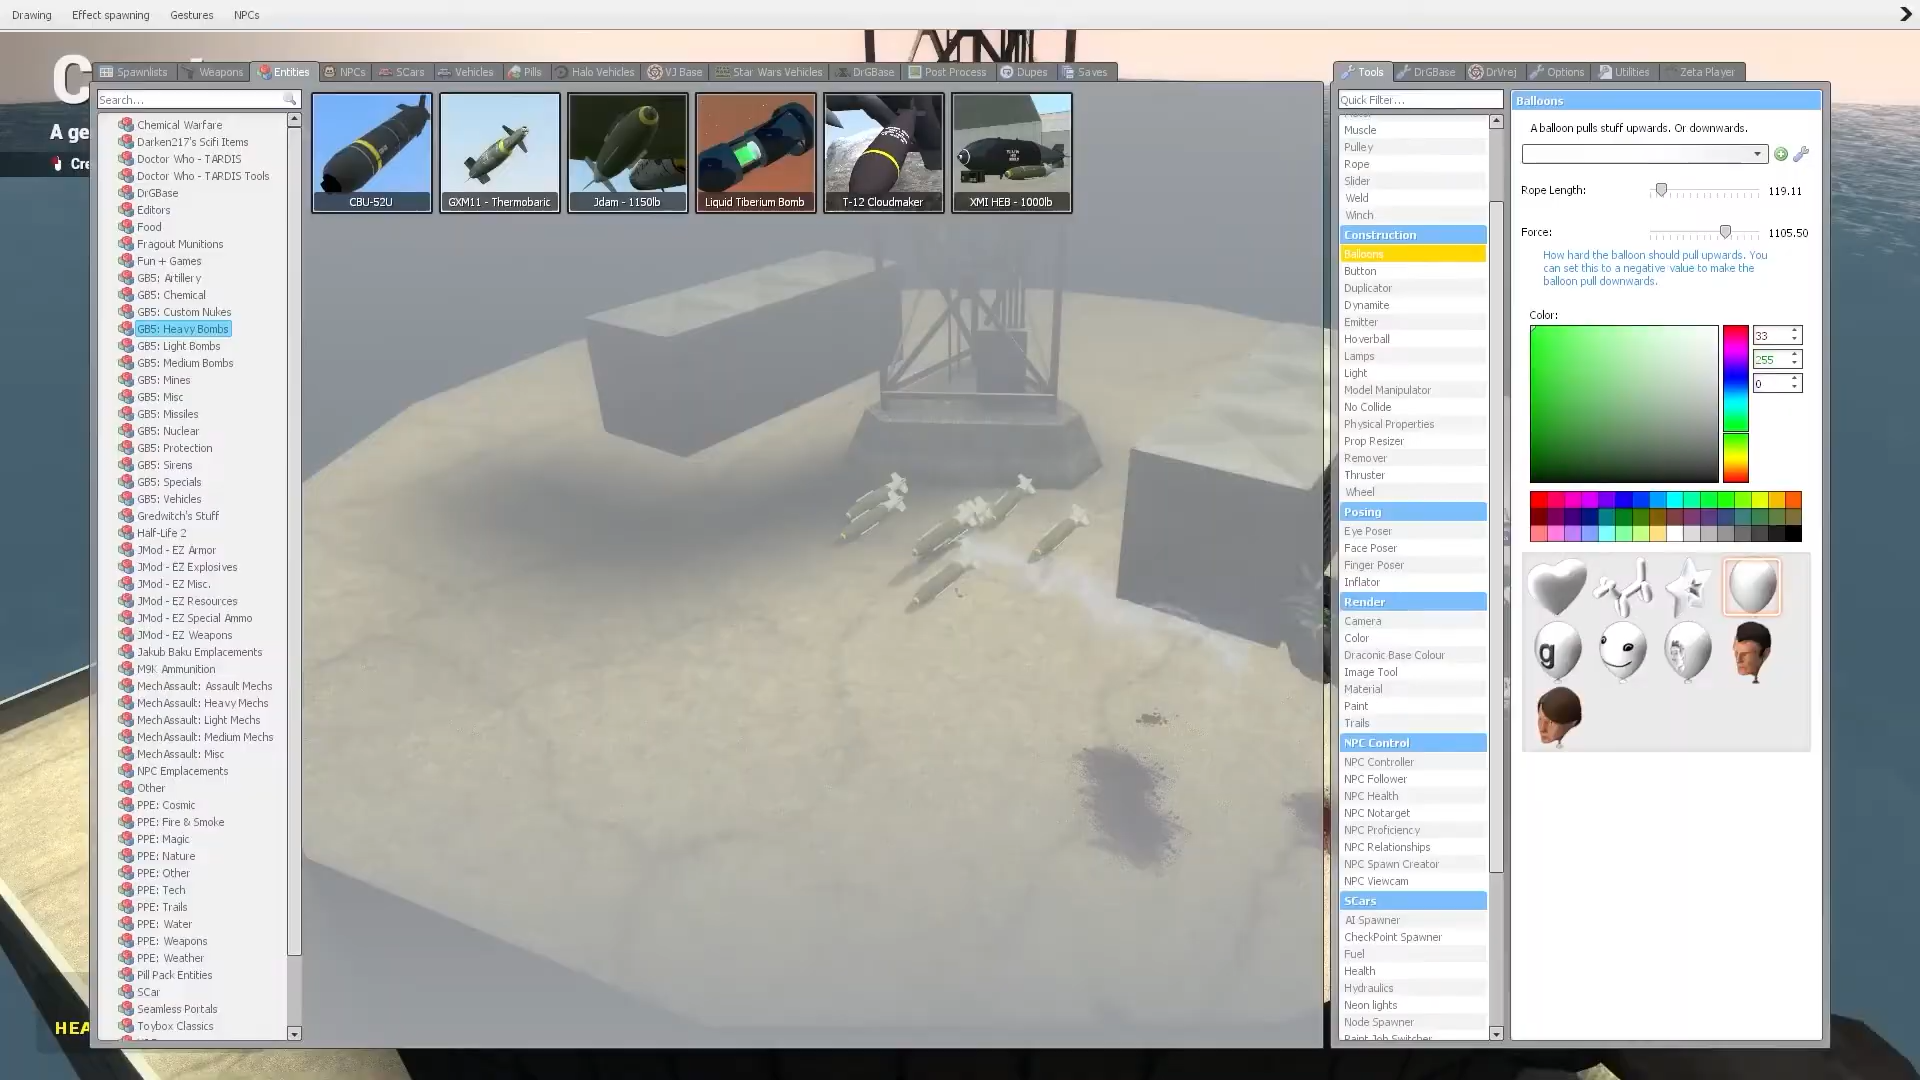 Drawing
Effect spawning
Gestures
NPCs
Spawnlists
Weapons
Entities
NPCs
SCars
Vehicles
Pills
Halo Vehicles
VJ Base
Star Wars Vehicles
DrGBase
Post Process
Dupes
Saves
Tools
DrGBase
DrVrej
Options
Utilities
Zeta Player
C
A ge
Cre
HEA
Search...
Chemical Warfare
Darken217's Scifi Items
Doctor Who - TARDIS
Doctor Who - TARDIS Tools
DrGBase
Editors
Food
Fragout Munitions
Fun + Games
GB5: Artillery
GB5: Chemical
GB5: Custom Nukes
GB5: Heavy Bombs
GB5: Light Bombs
GB5: Medium Bombs
GB5: Mines
GB5: Misc
GB5: Missiles
GB5: Nuclear
GB5: Protection
GB5: Sirens
GB5: Specials
GB5: Vehicles
Gredwitch's Stuff
Half-Life 2
JMod - EZ Armor
JMod - EZ Explosives
JMod - EZ Misc.
JMod - EZ Resources
JMod - EZ Special Ammo
JMod - EZ Weapons
Jakub Baku Emplacements
M9K Ammunition
MechAssault: Assault Mechs
MechAssault: Heavy Mechs
MechAssault: Light Mechs
MechAssault: Medium Mechs
MechAssault: Misc
NPC Emplacements
Other
PPE: Cosmic
PPE: Fire & Smoke
PPE: Magic
PPE: Nature
PPE: Other
PPE: Tech
PPE: Trails
PPE: Water
PPE: Weapons
PPE: Weather
Pill Pack Entities
SCar
Seamless Portals
Toybox Classics
CBU-52U
GXM11 - Thermobaric
Jdam - 1150lb
Liquid Tiberium Bomb
T-12 Cloudmaker
XMI HEB - 1000lb
Quick Filter...
Muscle
Pulley
Rope
Slider
Weld
Winch
Construction
Balloons
Button
Duplicator
Dynamite
Emitter
Hoverball
Lamps
Light
Model Manipulator
No Collide
Physical Properties
Prop Resizer
Remover
Thruster
Wheel
Posing
Eye Poser
Face Poser
Finger Poser
Inflator
Render
Camera
Color
Draconic Base Colour
Image Tool
Material
Paint
Trails
NPC Control
NPC Controller
NPC Follower
NPC Health
NPC Notarget
NPC Proficiency
NPC Relationships
NPC Spawn Creator
NPC Viewcam
SCars
AI Spawner
CheckPoint Spawner
Fuel
Health
Hydraulics
Neon lights
Node Spawner
Paint Job Switcher
Balloons
A balloon pulls stuff upwards. Or downwards.
Rope Length: 119.11
Force: 1105.50
How hard the balloon should pull upwards. You
can set this to a negative value to make the
balloon pull downwards.
Color:
33
255
0
g